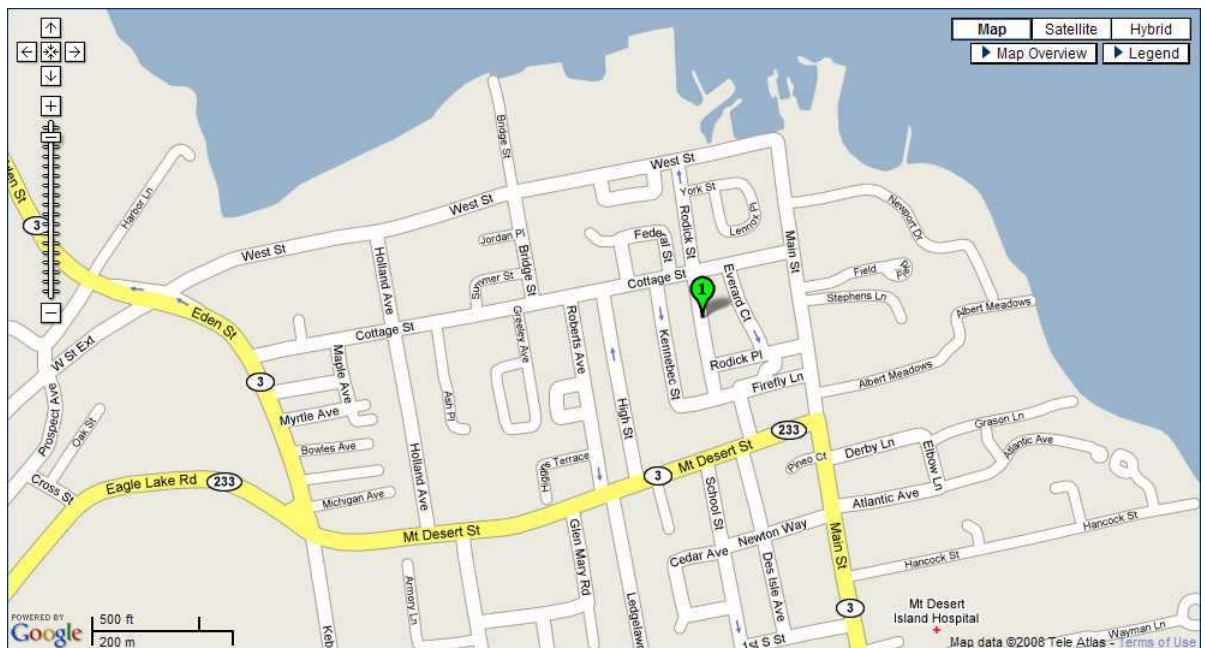 Map
Satellite
Hybrid
Map Overview
Legend
Bridge St
West St
York St
Lennox Pl
Newport Dr
Harbor Ln
Eden St
3
West St
West St
Jordan Pl
Federal St
Rodick St
Main St
Holland Ave
Bridge St
Summer St
Cottage St
Everard Ct
Field
Stephens Ln
Albert Meadows
1
Eden St
W St Ext
Cottage St
Greeley Ave
Roberts Ave
Kennebec St
Rodick Pl
Firefly Ln
Albert Meadows
3
Maple Ave
Myrtle Ave
Prospect Ave
Oak St
Ash Pl
High St
Mt Desert St
233
Grason Ln
Derby Ln
Elbow Ln
Atlantic Ave
Pineo Ct
Bowles Ave
Cross St
Eagle Lake Rd
233
Michigan Ave
Holland Ave
3
School St
Atlantic Ave
Mt Desert St
Glen Mary Rd
Newton Way
Cedar Ave
Main St
Hancock St
Hancock St
Armory Ln
Des Isle Ave
3
Mt Desert
Island Hospital
1st S St
Wayman Ln
POWERED BY
Google
500 ft
200 m
Map data ©2008 Tele Atlas - Terms of Use